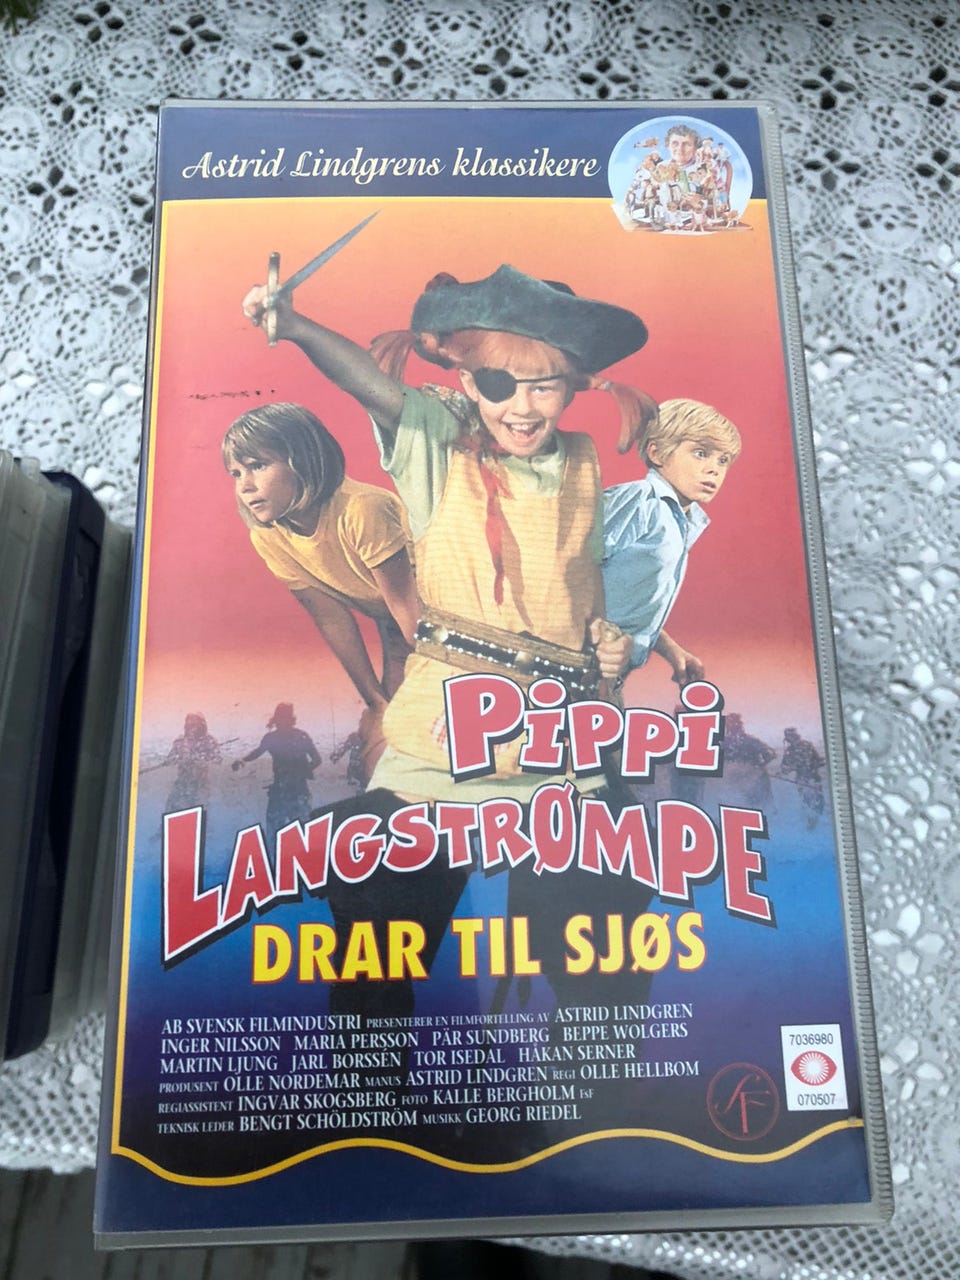 Astrid Lindgrens klassikere
PIPPI
LANGSTRØMPE
DRAR TIL SJØS
AB SVENSK FILMINDUSTRI PRESENTERER EN FILMFORTELLING AV ASTRID LINDGREN
INGER NILSSON MARIA PERSSON PÄR SUNDBERG BEPPE WOLGERS
MARTIN LJUNG JARL BORSSÉN TOR ISEDAL HÅKAN SERNER
PRODUSENT OLLE NORDEMAR MANUS ASTRID LINDGREN REGI OLLE HELLBOM
REGIASSISTENT INGVAR SKOGSBERG FOTO KALLE BERGHOLM FSF
TEKNISK LEDER BENGT SCHÖLDSTRÖM MUSIKK GEORG RIEDEL
SF
7036980
070507